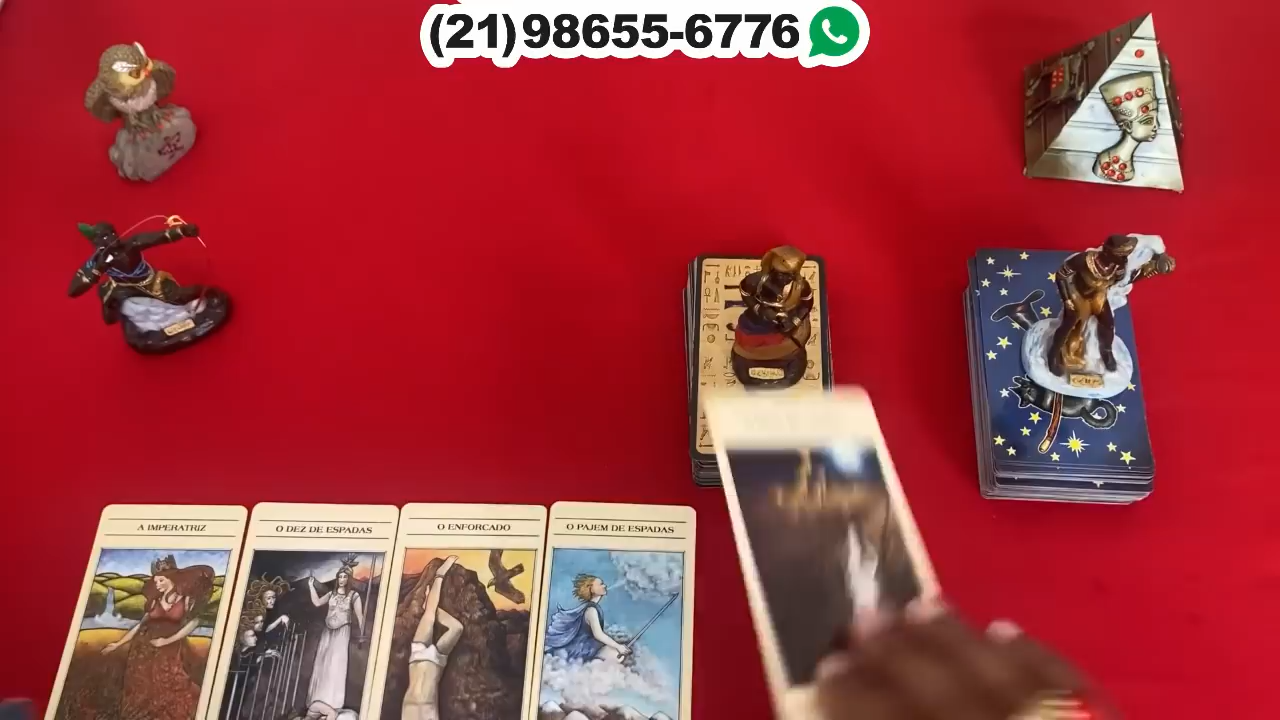 (21)98655-6776
A IMPERATRIZ
O DEZ DE ESPADAS
O ENFORCADO
O PAJEM DE ESPADAS